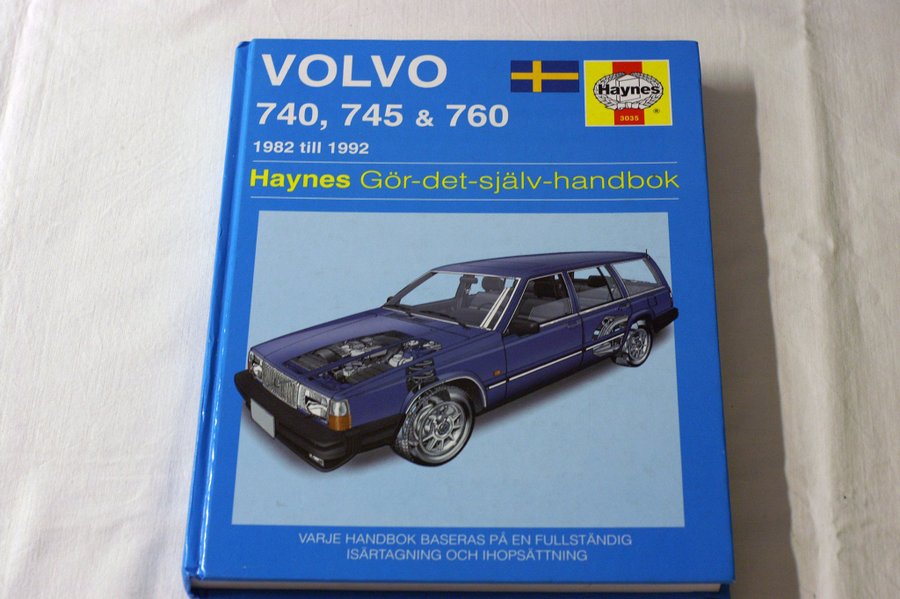 VOLVO
740, 745 & 760
1982 till 1992
Haynes
3035
®
Haynes Gör-det-själv-handbok
VARJE HANDBOK BASERAS PÅ EN FULLSTÄNDIG
ISÄRTAGNING OCH IHOPSÄTTNING